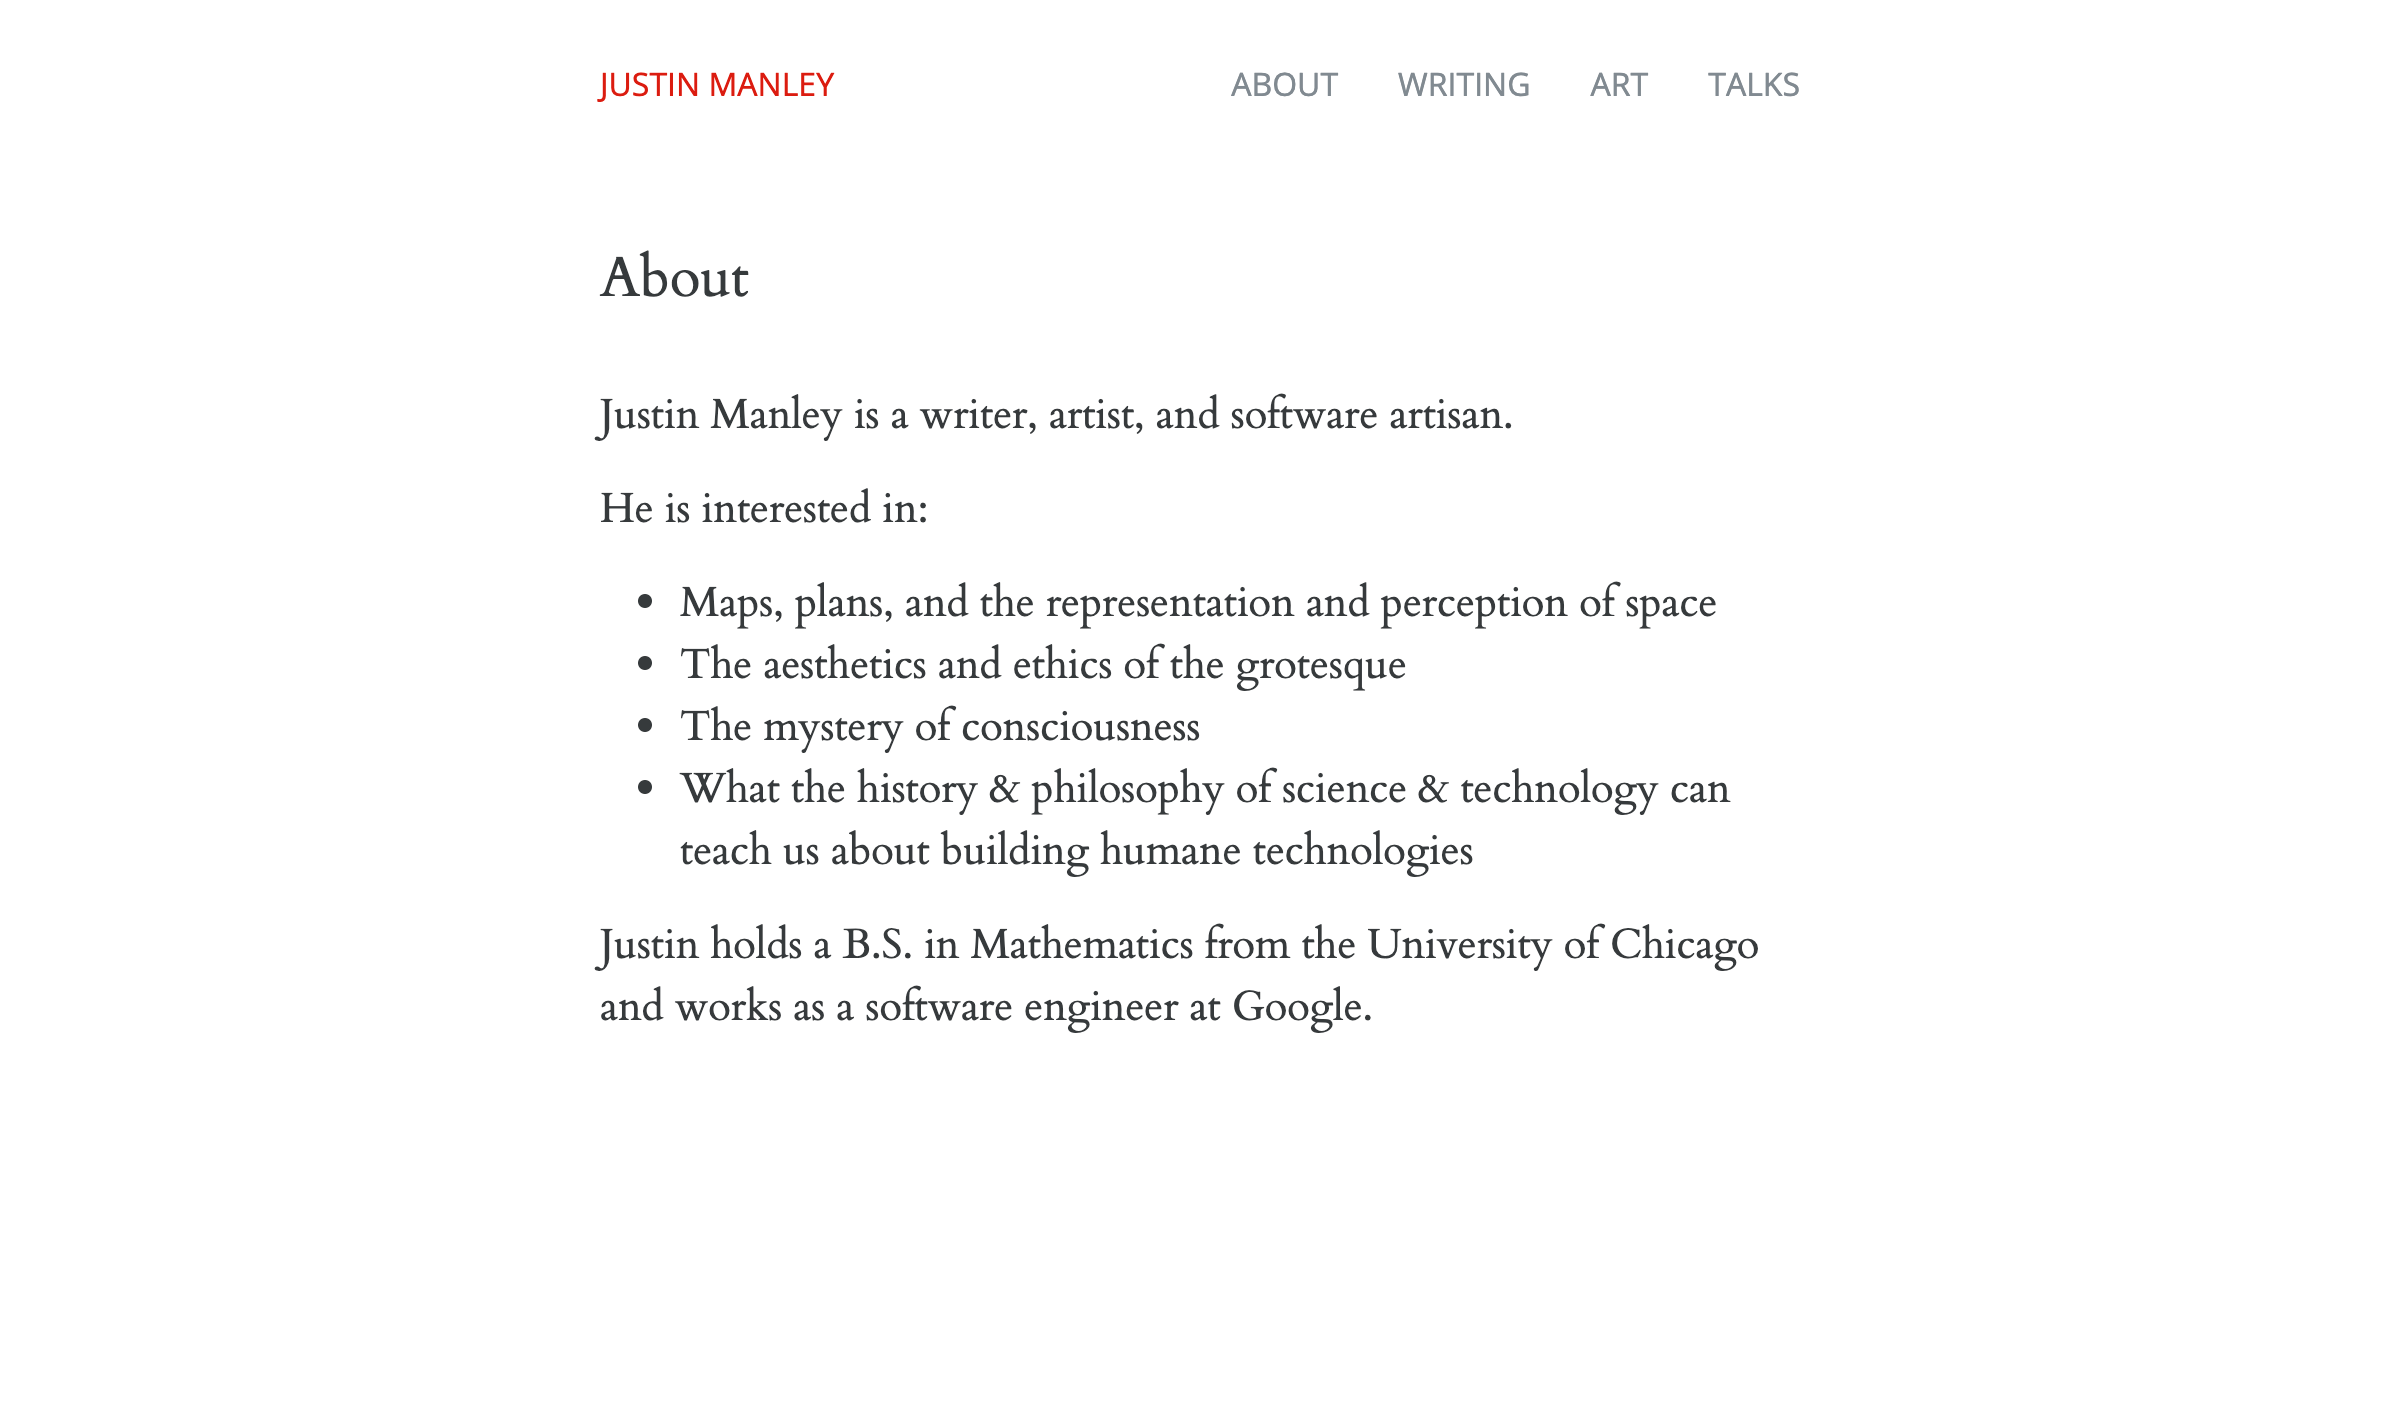 JUSTIN MANLEY ABOUT WRITING ART TALKS
About
Justin Manley is a writer, artist, and software artisan.
He is interested in:
• Maps, plans, and the representation and perception of space
• The aesthetics and ethics of the grotesque
• The mystery of consciousness
• What the history & philosophy of science & technology can
teach us about building humane technologies
Justin holds a B.S. in Mathematics from the University of Chicago
and works as a software engineer at Google.